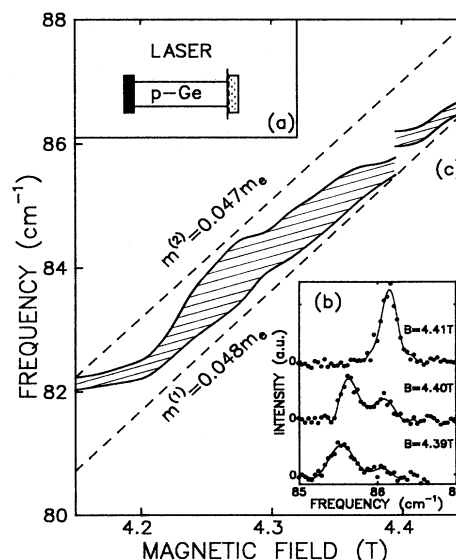 88
86
84
82
80
FREQUENCY (cm⁻¹)
LASER
p-Ge
(a)
(c)
m⁽²⁾=0.047mₑ
m⁽¹⁾=0.048mₑ
(b)
B=4.41T
B=4.40T
B=4.39T
0
0
0
INTENSITY (a.u.)
85 86 87
FREQUENCY (cm⁻¹)
4.2 4.3 4.4
MAGNETIC FIELD (T)